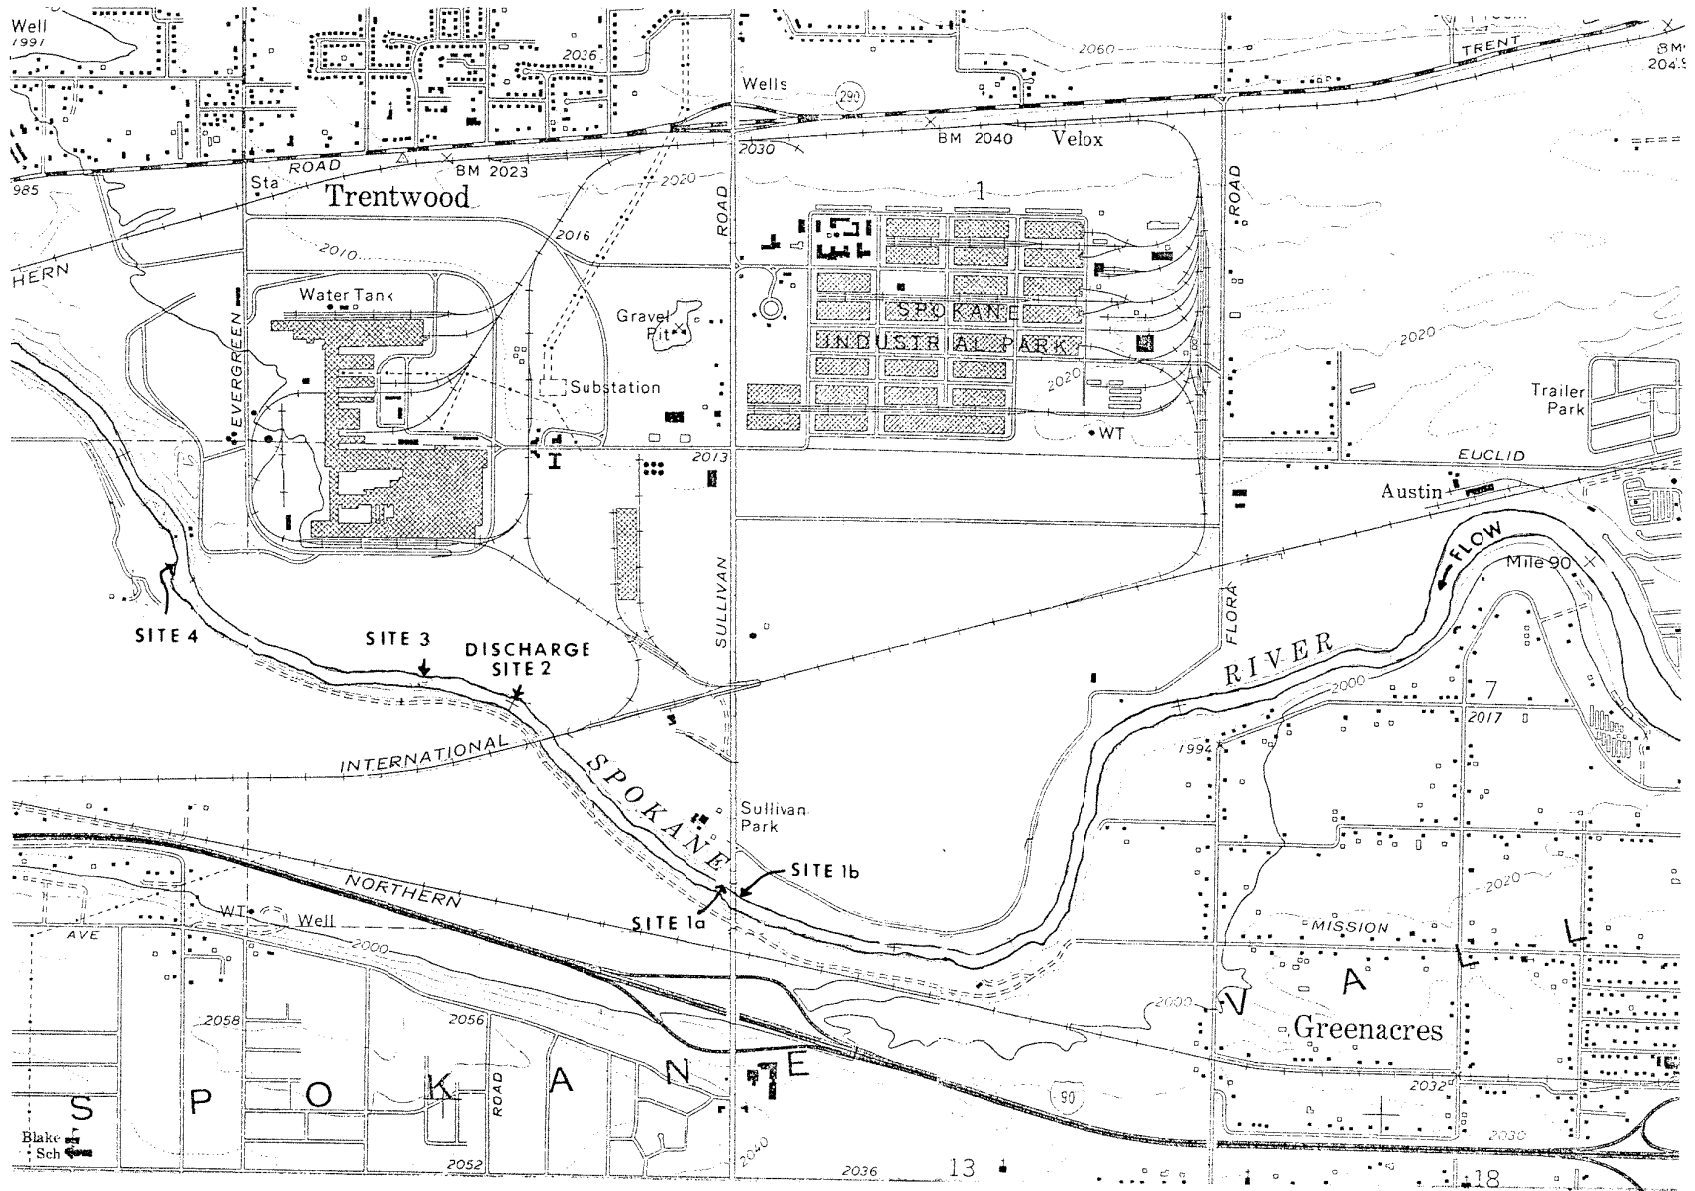 Well
1991
2036
2060
TRENT
BM
Wells
290
BM 2040
Velox
ROAD
BM 2023
2030
985
Sta
Trentwood
2020
ROAD
1
ROAD
2016
2010
HERN
Water Tank
Gravel
Pit
SPOKANE
INDUSTRIAL PARK
2020
2020
EVERGREEN
Substation
Trailer
Park
WT
2013
EUCLID
Austin
FLOW
Mile 90
SULLIVAN
FLORA
SITE 4
SITE 3
DISCHARGE
SITE 2
RIVER
2000
7
2017
1994
INTERNATIONAL
SPOKANE
Sullivan
Park
SITE 1b
SITE 1a
NORTHERN
WT
Well
AVE
2000
2020
MISSION
VALL
2000
Greenacres
2058
2056
SPOKANE
ROAD
90
2032
Blake
Sch
2030
2052
2040
2036
13
18